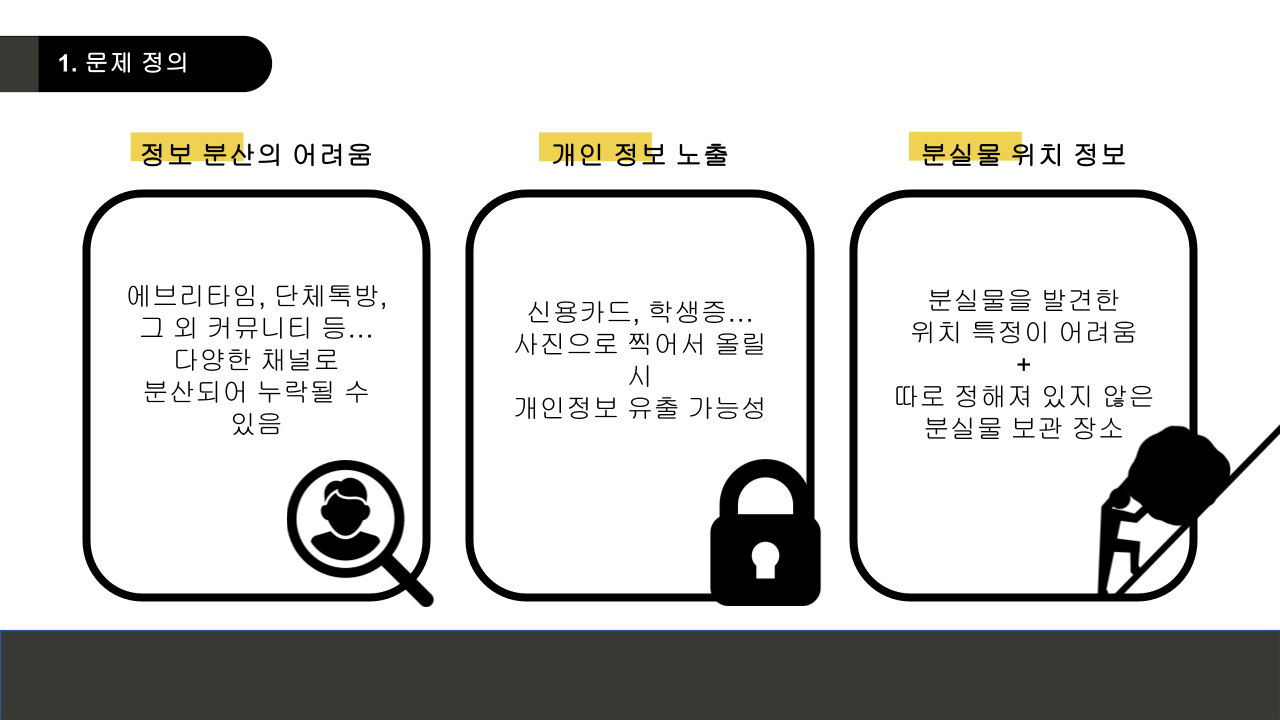 1. 문제 정의
정보 분산의 어려움
에브리타임, 단체톡방,
그 외 커뮤니티 등...
다양한 채널로
분산되어 누락될 수
있음
개인 정보 노출
신용카드, 학생증...
사진으로 찍어서 올릴
시
개인정보 유출 가능성
분실물 위치 정보
분실물을 발견한
위치 특정이 어려움
+
따로 정해져 있지 않은
분실물 보관 장소